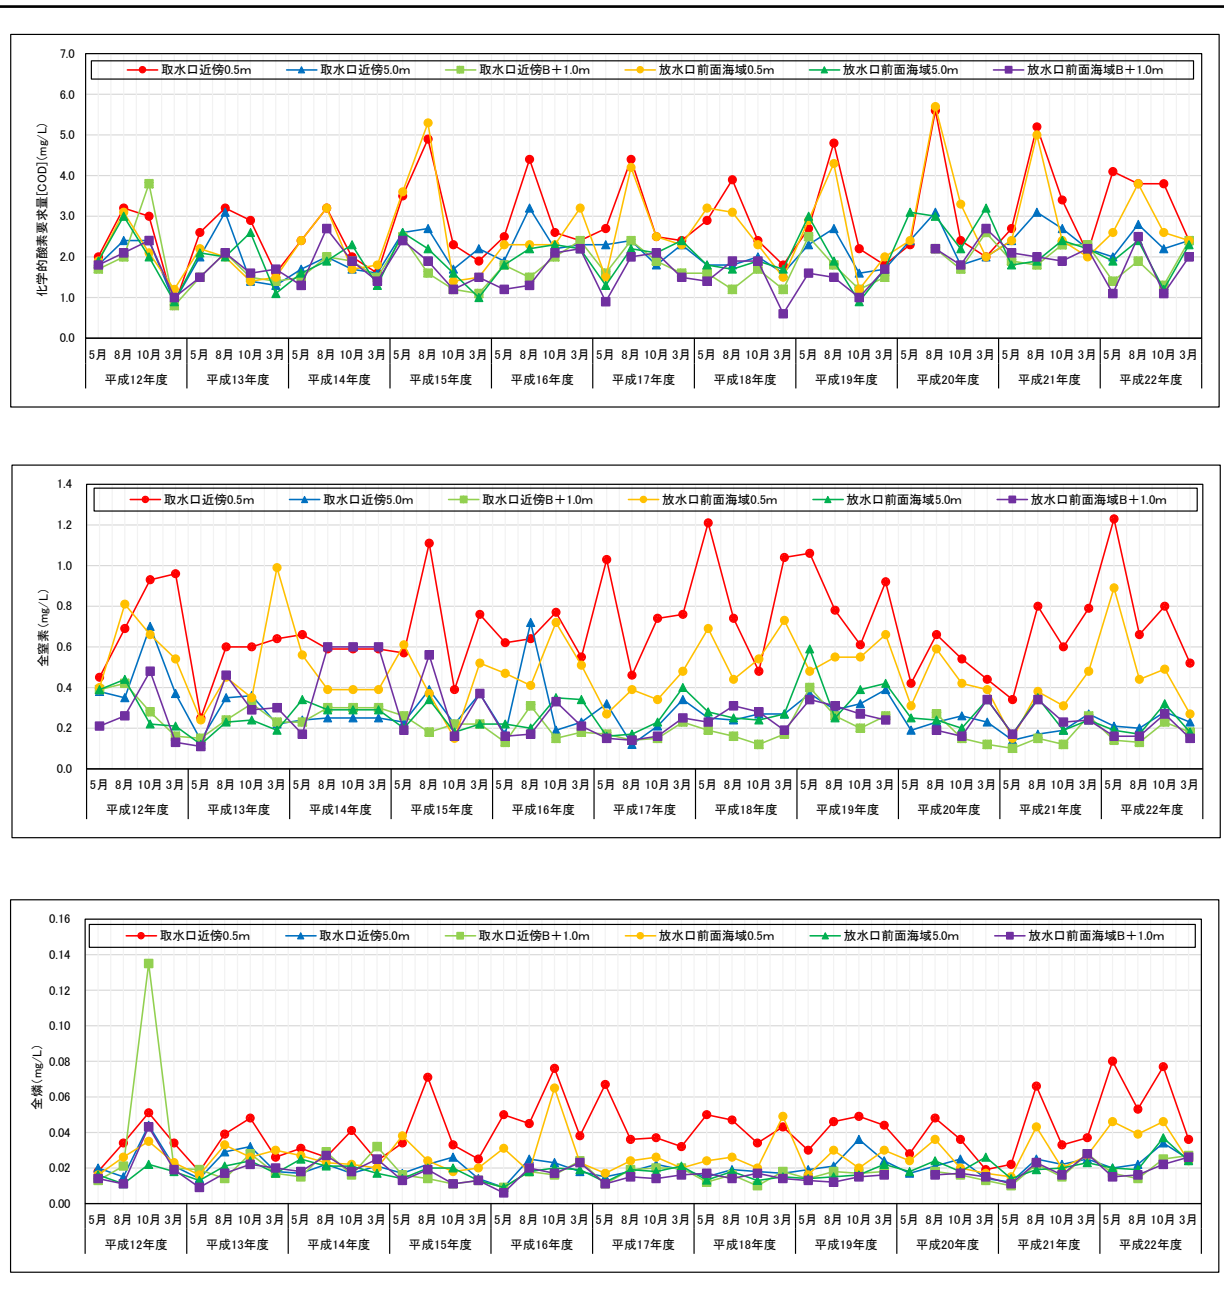 7.0
取水口近傍0.5m 取水口近傍5.0m 取水口近傍B＋1.0m 放水口前面海域0.5m 放水口前面海域5.0m 放水口前面海域B＋1.0m
6.0
5.0
4.0
3.0
2.0
1.0
0.0
化学的酸素要求量[COD](mg/L)
5月 8月 10月 3月 5月 8月 10月 3月 5月 8月 10月 3月 5月 8月 10月 3月 5月 8月 10月 3月 5月 8月 10月 3月 5月 8月 10月 3月 5月 8月 10月 3月 5月 8月 10月 3月 5月 8月 10月 3月 5月 8月 10月 3月
平成12年度 平成13年度 平成14年度 平成15年度 平成16年度 平成17年度 平成18年度 平成19年度 平成20年度 平成21年度 平成22年度
1.4
取水口近傍0.5m 取水口近傍5.0m 取水口近傍B＋1.0m 放水口前面海域0.5m 放水口前面海域5.0m 放水口前面海域B＋1.0m
1.2
1.0
0.8
0.6
0.4
0.2
0.0
全窒素(mg/L)
5月 8月 10月 3月 5月 8月 10月 3月 5月 8月 10月 3月 5月 8月 10月 3月 5月 8月 10月 3月 5月 8月 10月 3月 5月 8月 10月 3月 5月 8月 10月 3月 5月 8月 10月 3月 5月 8月 10月 3月 5月 8月 10月 3月
平成12年度 平成13年度 平成14年度 平成15年度 平成16年度 平成17年度 平成18年度 平成19年度 平成20年度 平成21年度 平成22年度
0.16
取水口近傍0.5m 取水口近傍5.0m 取水口近傍B＋1.0m 放水口前面海域0.5m 放水口前面海域5.0m 放水口前面海域B＋1.0m
0.14
0.12
0.10
0.08
0.06
0.04
0.02
0.00
全燐(mg/L)
5月 8月 10月 3月 5月 8月 10月 3月 5月 8月 10月 3月 5月 8月 10月 3月 5月 8月 10月 3月 5月 8月 10月 3月 5月 8月 10月 3月 5月 8月 10月 3月 5月 8月 10月 3月 5月 8月 10月 3月 5月 8月 10月 3月
平成12年度 平成13年度 平成14年度 平成15年度 平成16年度 平成17年度 平成18年度 平成19年度 平成20年度 平成21年度 平成22年度